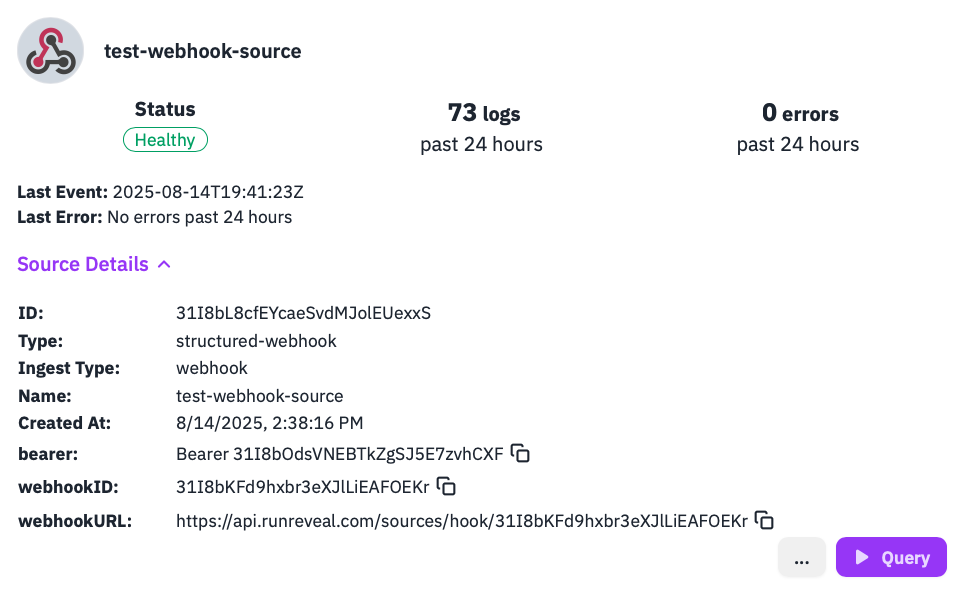 test-webhook-source
Status
Healthy
73 logs
past 24 hours
0 errors
past 24 hours
Last Event: 2025-08-14T19:41:23Z
Last Error: No errors past 24 hours
Source Details
ID: 31I8bL8cfEYcaeSvdMJolEUexxS
Type: structured-webhook
Ingest Type: webhook
Name: test-webhook-source
Created At: 8/14/2025, 2:38:16 PM
bearer: Bearer 31I8bOdsVNEBTkZgSJ5E7zvhCXF
webhookID: 31I8bKFd9hxbr3eXJlLiEAFOEKr
webhookURL: https://api.runreveal.com/sources/hook/31I8bKFd9hxbr3eXJlLiEAFOEKr
... Query